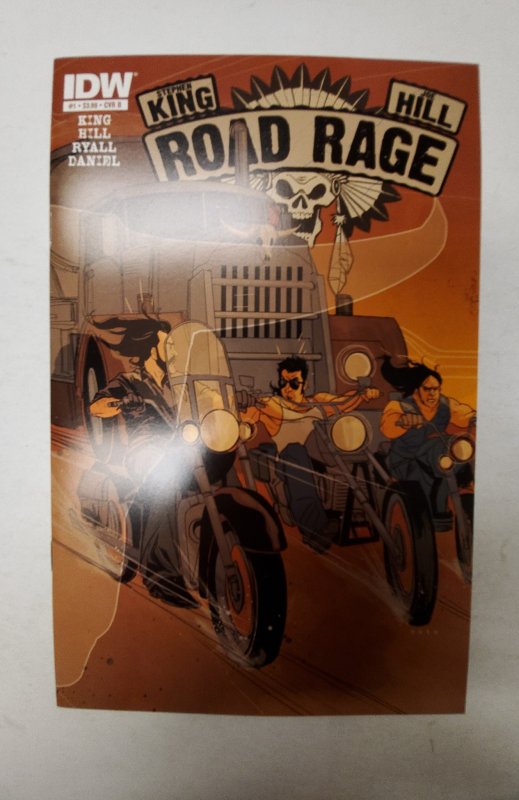 IDW
#1 • $3.99 • CVR B
KING
HILL
RYALL
DANIEL
STEPHEN
KING
JOE
HILL
ROAD RAGE